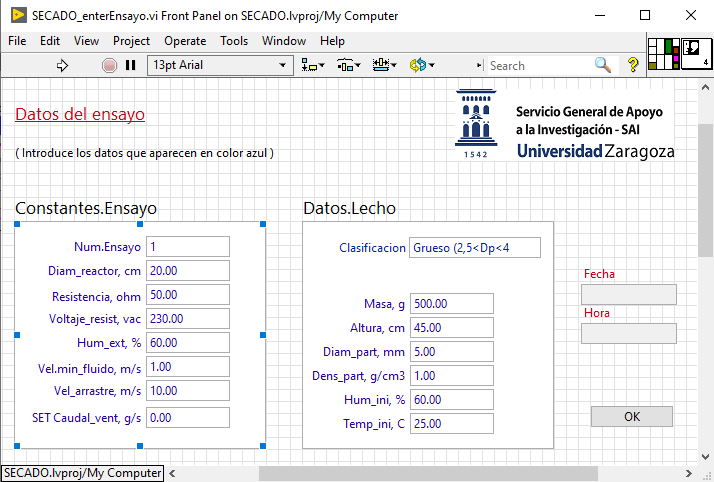 SECADO_enterEnsayo.vi Front Panel on SECADO.lvproj/My Computer
File Edit View Project Operate Tools Window Help
13pt Arial Search ? 4
Datos del ensayo
( Introduce los datos que aparecen en color azul )
1542
Servicio General de Apoyo
a la Investigación - SAI
Universidad Zaragoza
Constantes.Ensayo
Num.Ensayo 1
Diam_reactor, cm 20.00
Resistencia, ohm 50.00
Voltaje_resist, vac 230.00
Hum_ext, % 60.00
Vel.min_fluido, m/s 1.00
Vel_arrastre, m/s 10.00
SET Caudal_vent, g/s 0.00
Datos.Lecho
Clasificacion Grueso (2,5<Dp<4
Masa, g 500.00
Altura, cm 45.00
Diam_part, mm 5.00
Dens_part, g/cm3 1.00
Hum_ini, % 60.00
Temp_ini, C 25.00
Fecha
Hora
OK
SECADO.lvproj/My Computer